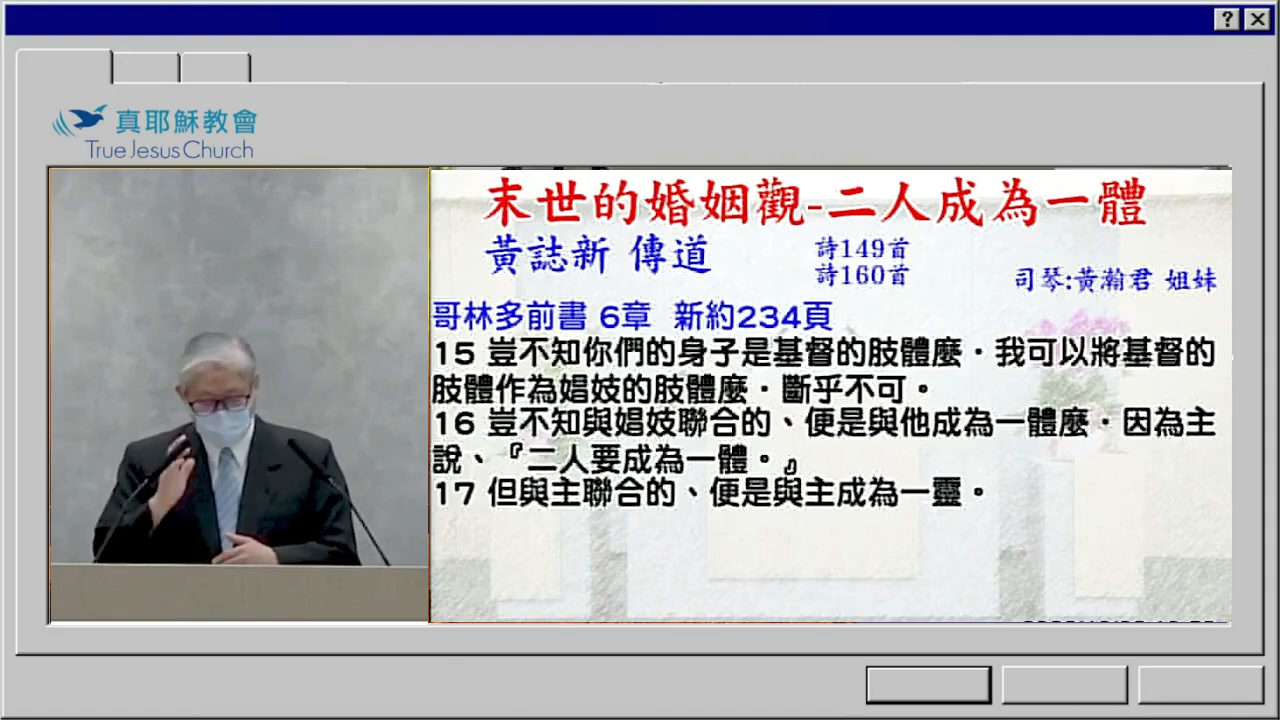 真耶穌教會
True Jesus Church
末世的婚姻觀-二人成為一體
黃誌新 傳道
詩149首
詩160首
司琴:黃瀚君 姐妹
哥林多前書 6章 新約234頁
15 豈不知你們的身子是基督的肢體麼．我可以將基督的
肢體作為娼妓的肢體麼．斷乎不可。
16 豈不知與娼妓聯合的、便是與他成為一體麼．因為主
說、『二人要成為一體。』
17 但與主聯合的、便是與主成為一靈。